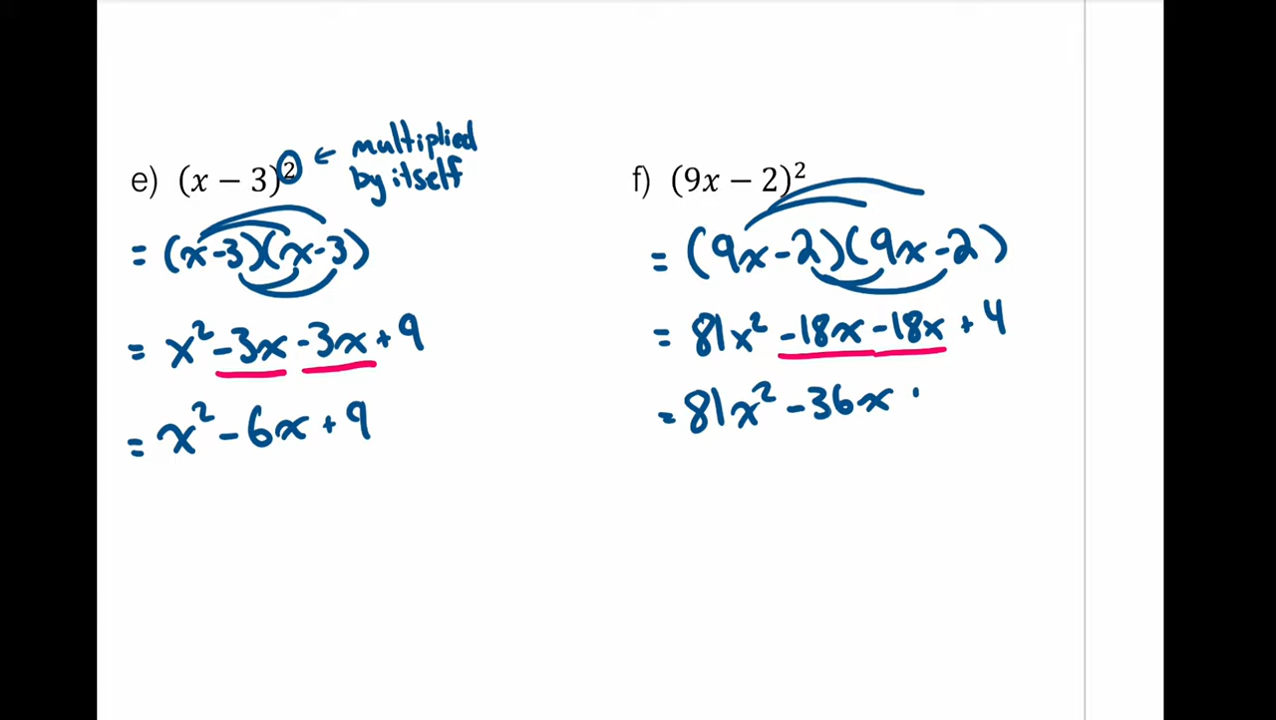 e) (x − 3)² ← multiplied
by itself
= (x-3)(x-3)
= x² -3x -3x + 9
= x² - 6x + 9
f) (9x − 2)²
= (9x-2)(9x-2)
= 81x² -18x -18x + 4
= 81x² -36x